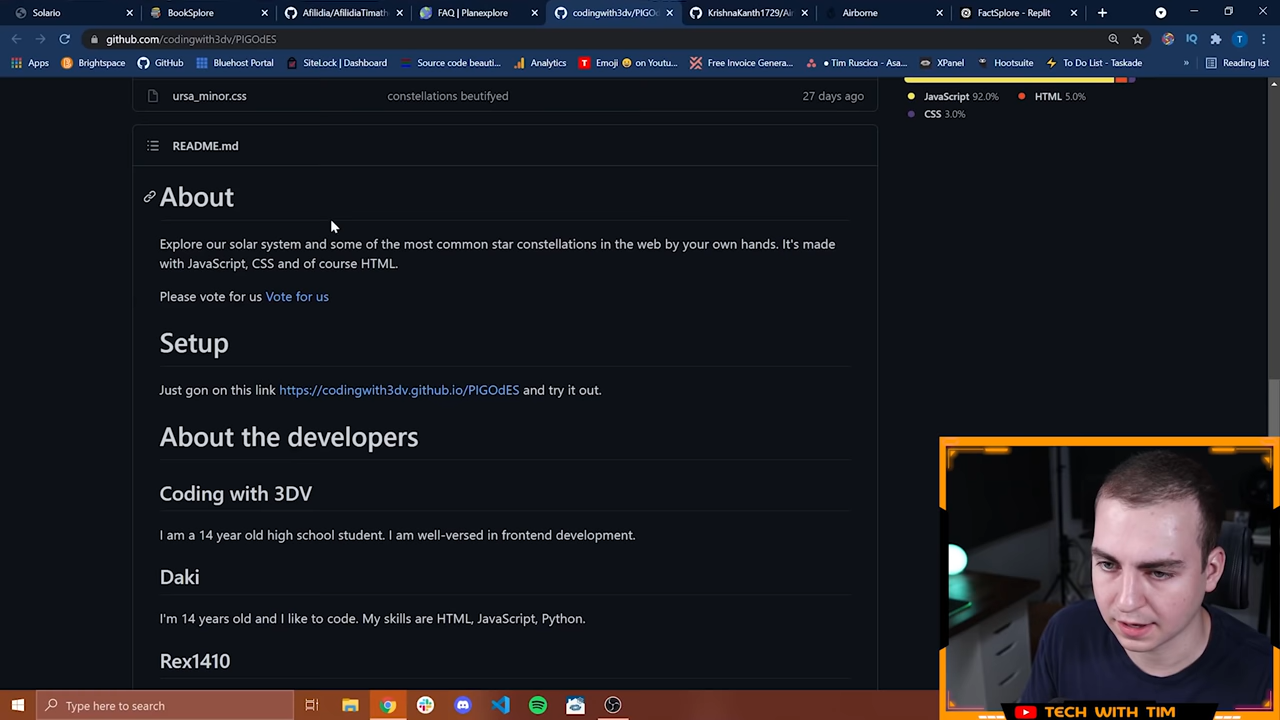 Solario
BookSplore
Afilidia/AfilidiaTimath
FAQ | Planexplore
codingwith3dv/PIGOdES
KrishnaKanth1729/Air
Airborne
FactSplore - Replit
github.com/codingwith3dv/PIGOdES
Apps
Brightspace
GitHub
Bluehost Portal
SiteLock | Dashboard
Source code beauti...
Analytics
Emoji 😀 on Youtu...
Free Invoice Genera...
• Tim Ruscica - Asa...
XPanel
Hootsuite
To Do List - Taskade
»
Reading list
ursa_minor.css constellations beutifyed 27 days ago
JavaScript 92.0% HTML 5.0%
CSS 3.0%
README.md
About
Explore our solar system and some of the most common star constellations in the web by your own hands. It's made
with JavaScript, CSS and of course HTML.
Please vote for us Vote for us
Setup
Just gon on this link https://codingwith3dv.github.io/PIGOdES and try it out.
About the developers
Coding with 3DV
I am a 14 year old high school student. I am well-versed in frontend development.
Daki
I'm 14 years old and I like to code. My skills are HTML, JavaScript, Python.
Rex1410
Type here to search
TECH WITH TIM